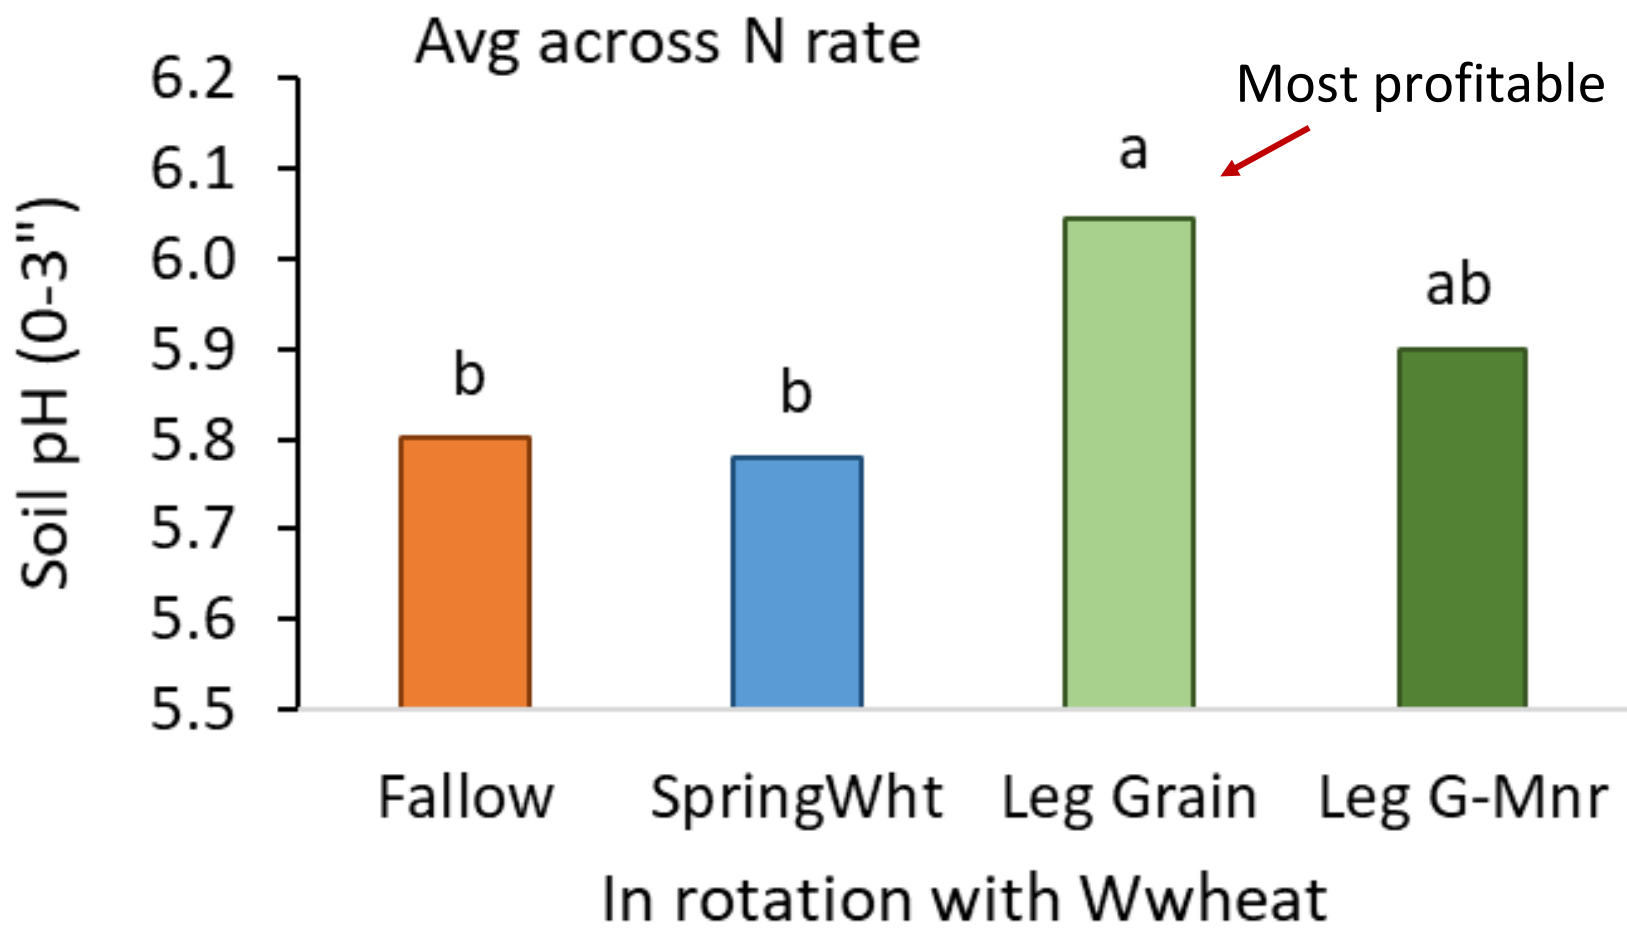 Avg across N rate
Most profitable
6.2
6.1
6.0
5.9
5.8
5.7
5.6
5.5
Soil pH (0-3")
a
ab
b
b
Fallow
SpringWht
Leg Grain
Leg G-Mnr
In rotation with Wwheat